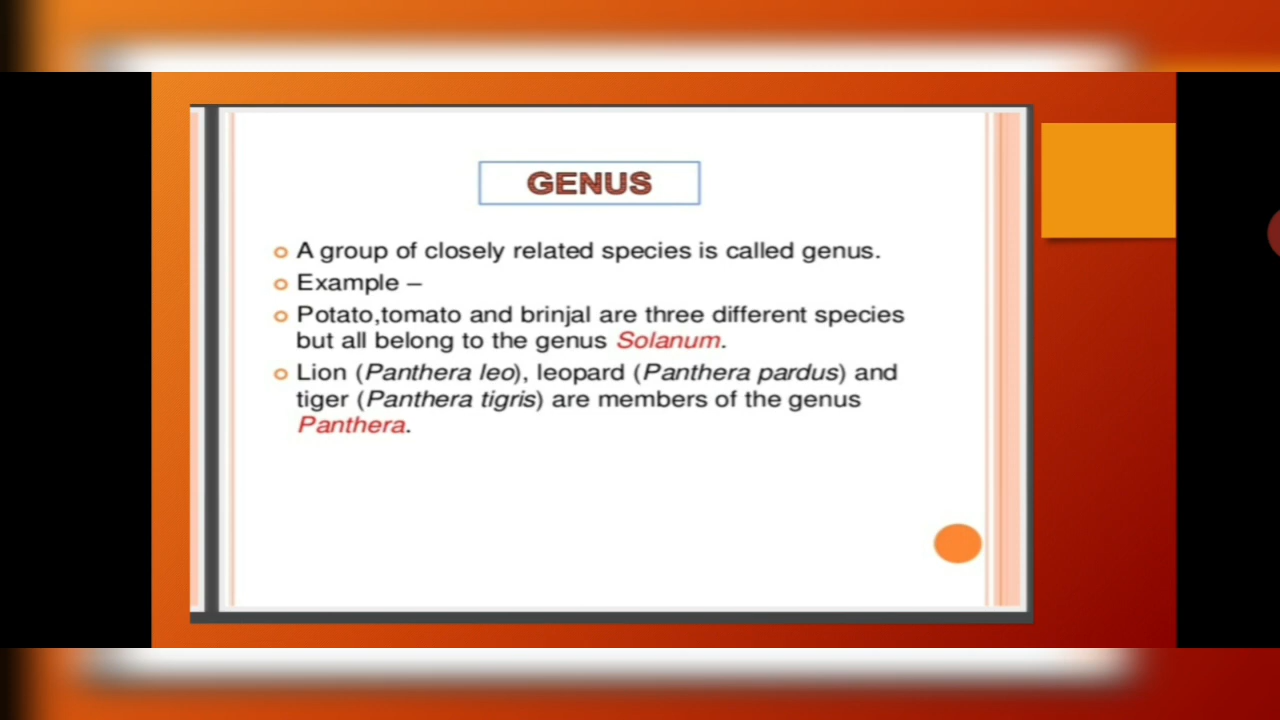 GENUS
A group of closely related species is called genus.
Example –
Potato,tomato and brinjal are three different species
but all belong to the genus Solanum.
Lion (Panthera leo), leopard (Panthera pardus) and
tiger (Panthera tigris) are members of the genus
Panthera.